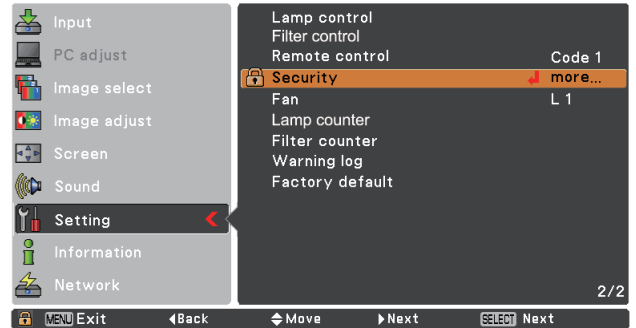 Input
PC adjust
Image select
Image adjust
Screen
Sound
Setting
Information
Network
Lamp control
Filter control
Remote control Code 1
Security more...
Fan L 1
Lamp counter
Filter counter
Warning log
Factory default
2/2
MENU Exit Back Move Next SELECT Next